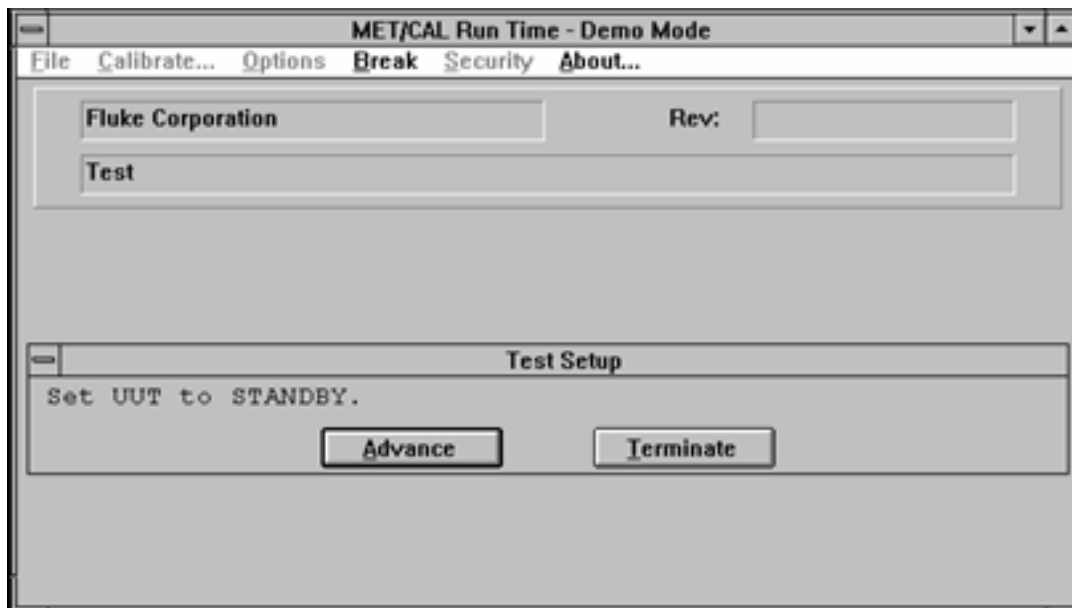 MET/CAL Run Time - Demo Mode
File Calibrate... Options Break Security About...
Fluke Corporation Rev:
Test
Test Setup
Set UUT to STANDBY.
Advance Terminate